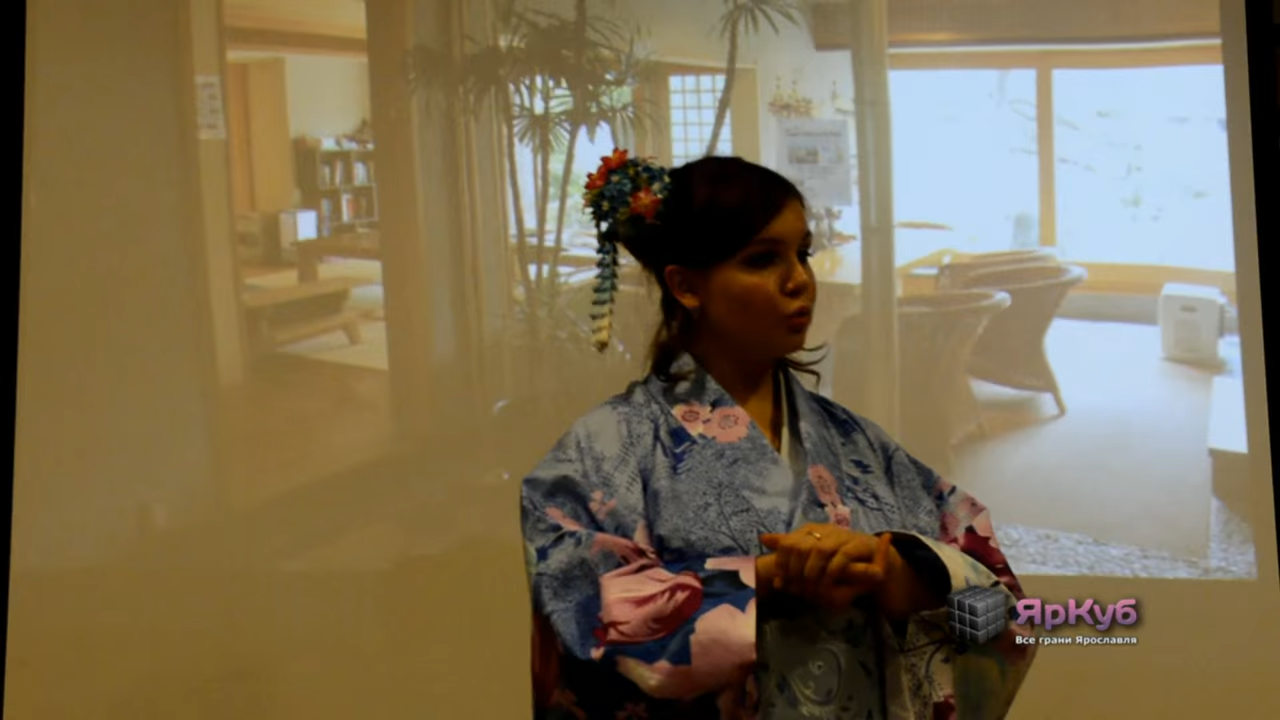 ЯрКуб
Все грани Ярославля